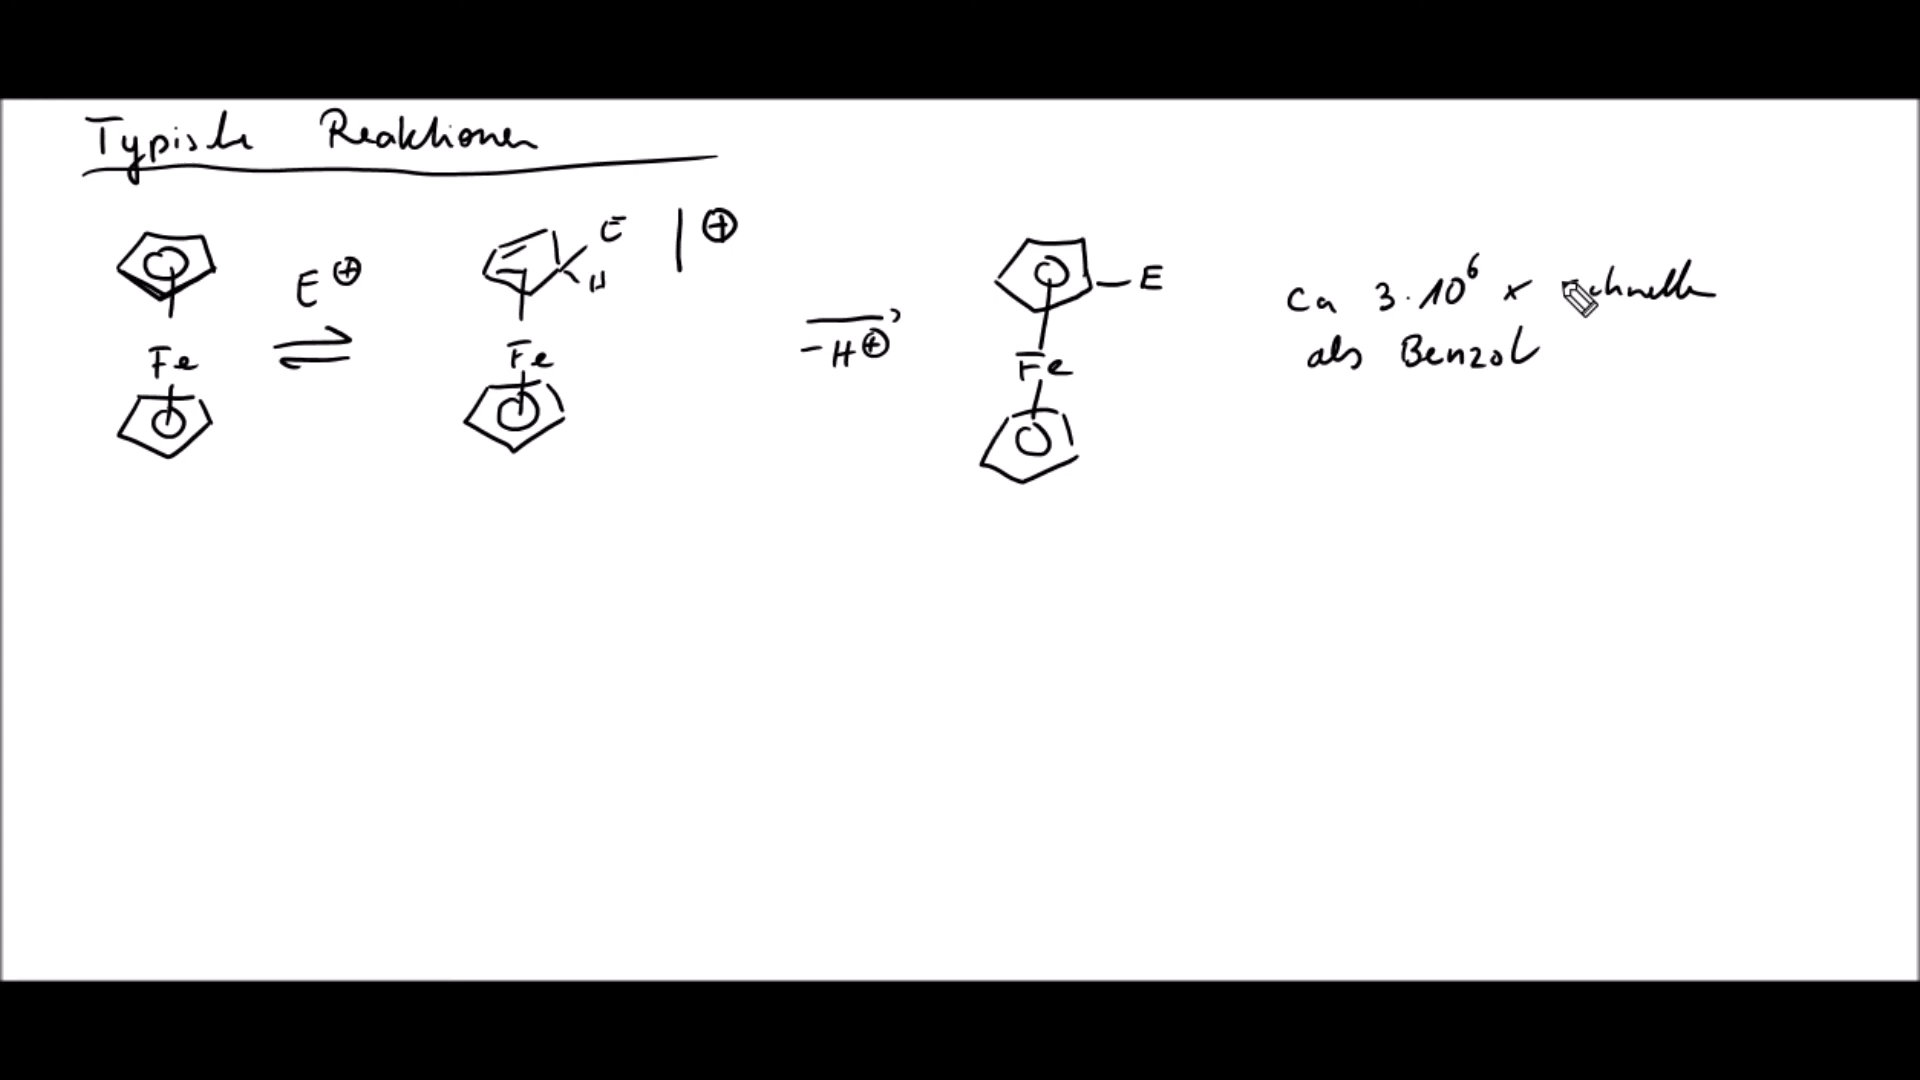 Typische Reaktionen
E⊕
Fe
E
H
⊕
Fe
-H⊕
E
Fe
ca 3·10⁶ x schneller
als Benzol